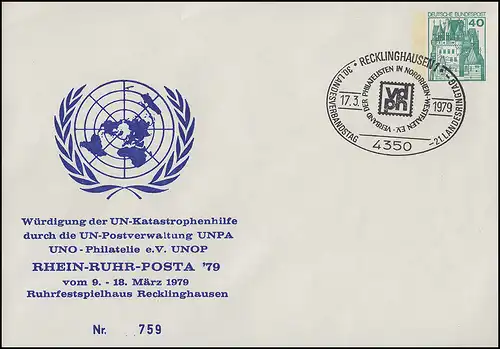 DEUTSCHE BUNDESPOST
40
• RECKLINGHAUSEN 1 •
30. LANDESVERBANDSTAG
21. LANDESRINGTAG
VERBAND DER PHILATELISTEN IN NORDRHEIN-WESTFALEN E.V.
vdph
17.3.
1979
4350
Würdigung der UN-Katastrophenhilfe
durch die UN-Postverwaltung UNPA
UNO-Philatelie e.V. UNOP
RHEIN-RUHR-POSTA '79
vom 9. - 18. März 1979
Ruhrfestspielhaus Recklinghausen
Nr. 759